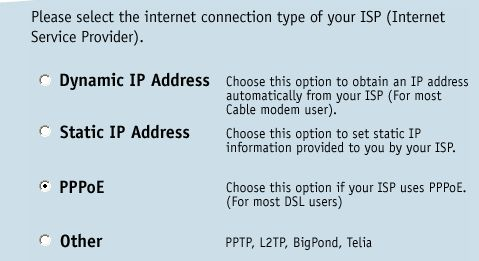 Please select the internet connection type of your ISP (Internet
Service Provider).
Dynamic IP Address
Choose this option to obtain an IP address
automatically from your ISP (For most
Cable modem user).
Static IP Address
Choose this option to set static IP
information provided to you by your ISP.
PPPoE
Choose this option if your ISP uses PPPoE.
(For most DSL users)
Other
PPTP, L2TP, BigPond, Telia